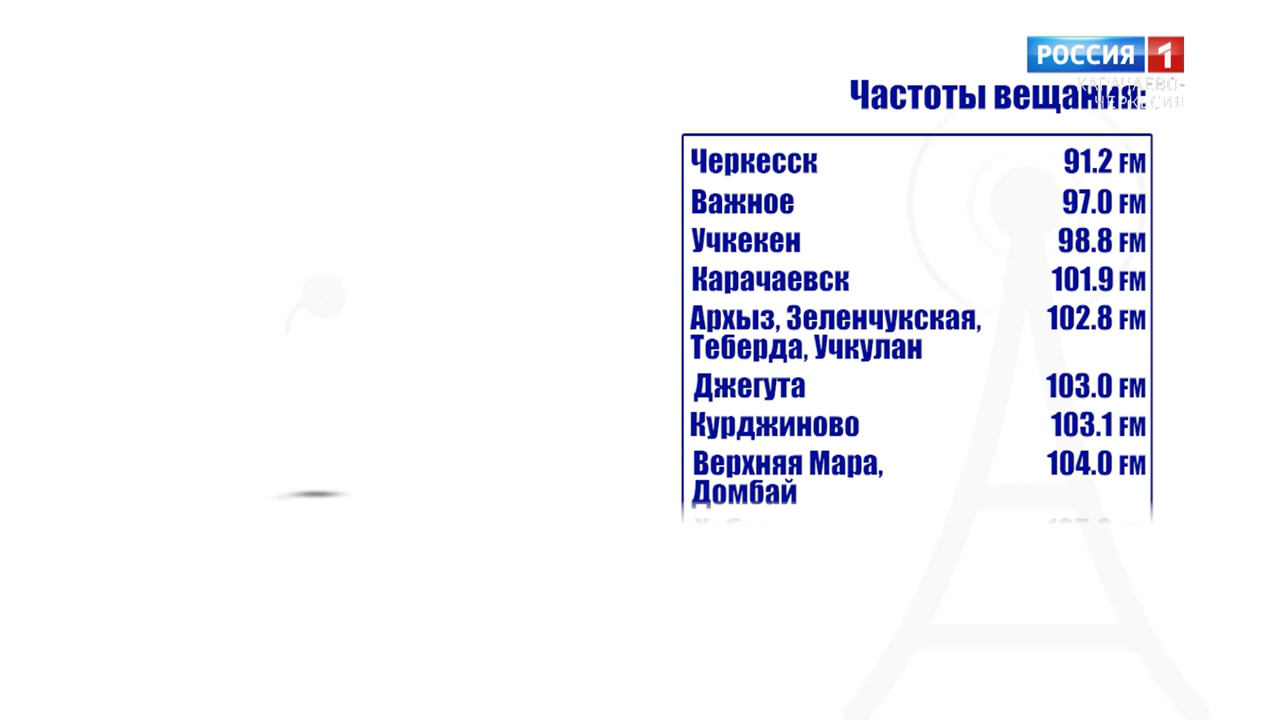 РОССИЯ 1
КАРАЧАЕВО-
ЧЕРКЕСИЯ
Частоты вещания:
Черкесск 91.2 FM
Важное 97.0 FM
Учкекен 98.8 FM
Карачаевск 101.9 FM
Архыз, Зеленчукская, 102.8 FM
Теберда, Учкулан
Джегута 103.0 FM
Курджиново 103.1 FM
Верхняя Мара, 104.0 FM
Домбай